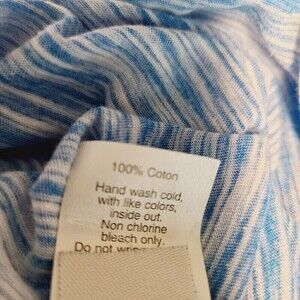 100% Coton
Hand wash cold,
with like colors,
inside out.
Non chlorine
bleach only.
Do not